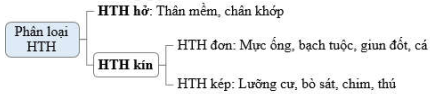 HTH hở: Thân mềm, chân khớp
Phân loại
HTH
HTH đơn: Mực ống, bạch tuộc, giun đốt, cá
HTH kín
HTH kép: Lưỡng cư, bò sát, chim, thú